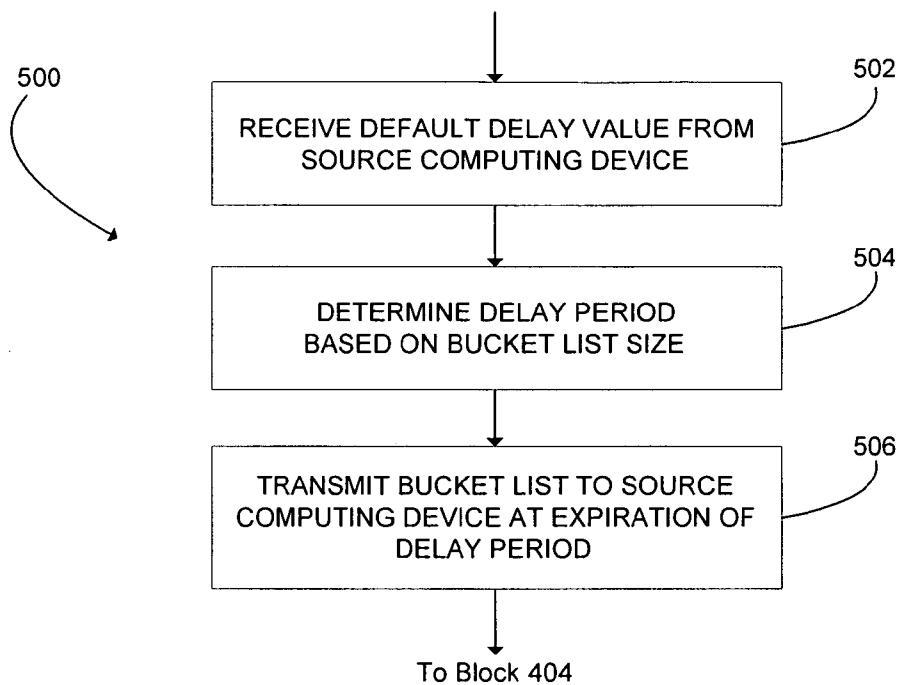 500
502
RECEIVE DEFAULT DELAY VALUE FROM
SOURCE COMPUTING DEVICE
504
DETERMINE DELAY PERIOD
BASED ON BUCKET LIST SIZE
506
TRANSMIT BUCKET LIST TO SOURCE
COMPUTING DEVICE AT EXPIRATION OF
DELAY PERIOD
To Block 404